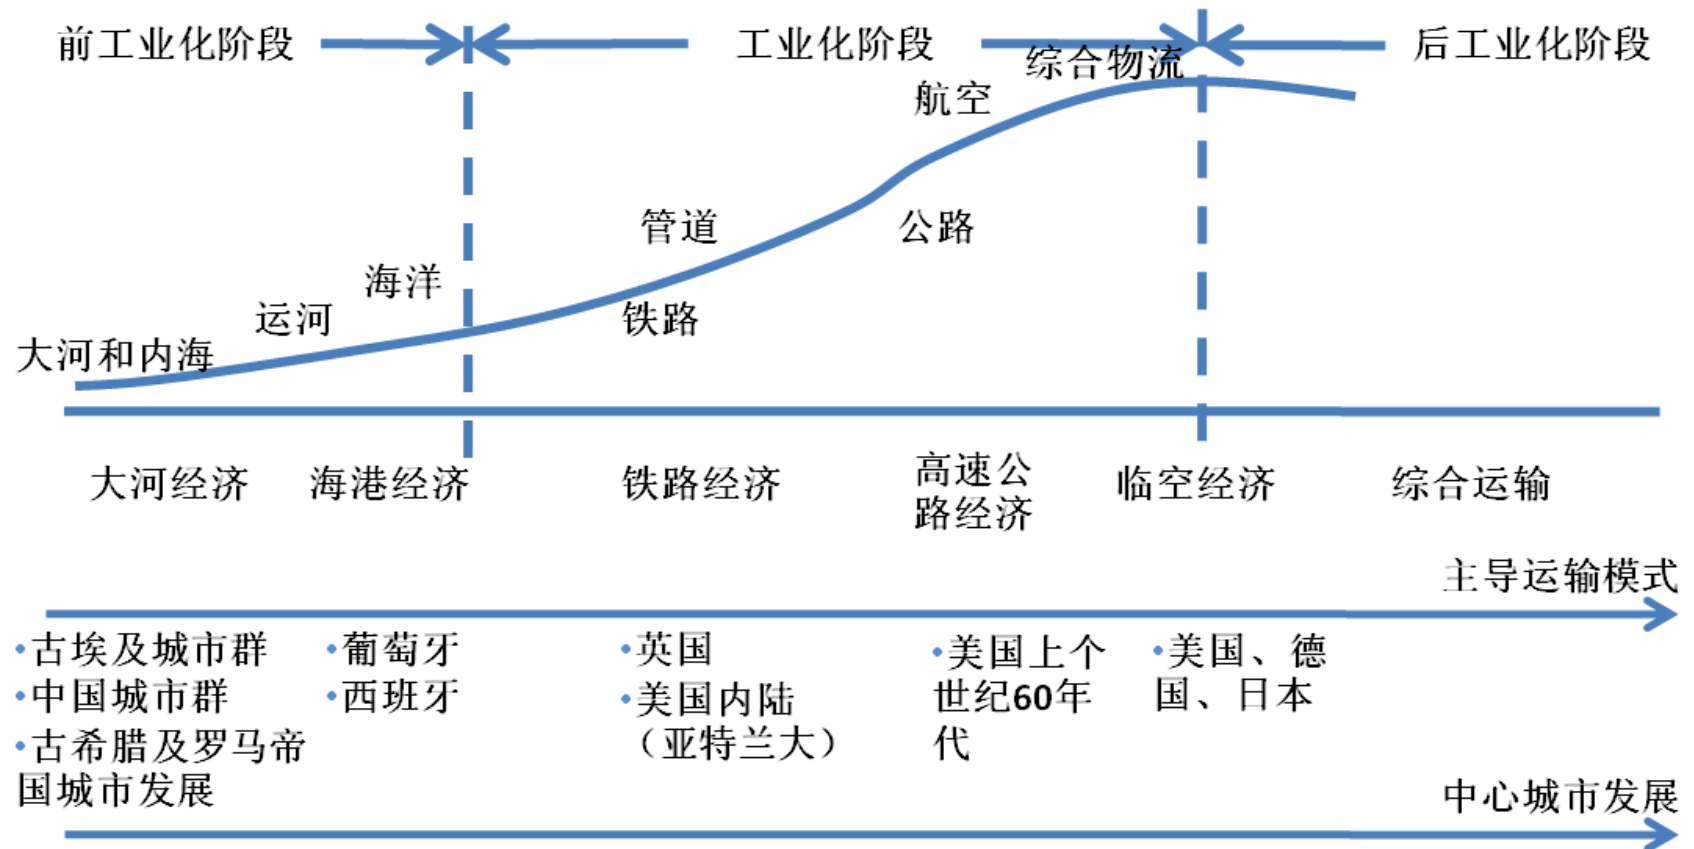 前工业化阶段
工业化阶段
后工业化阶段
综合物流
航空
管道
公路
海洋
运河
铁路
大河和内海
大河经济
海港经济
铁路经济
高速公
路经济
临空经济
综合运输
主导运输模式
•古埃及城市群
•中国城市群
•古希腊及罗马帝
国城市发展
•葡萄牙
•西班牙
•英国
•美国内陆
（亚特兰大）
•美国上个
世纪60年
代
•美国、德
国、日本
中心城市发展